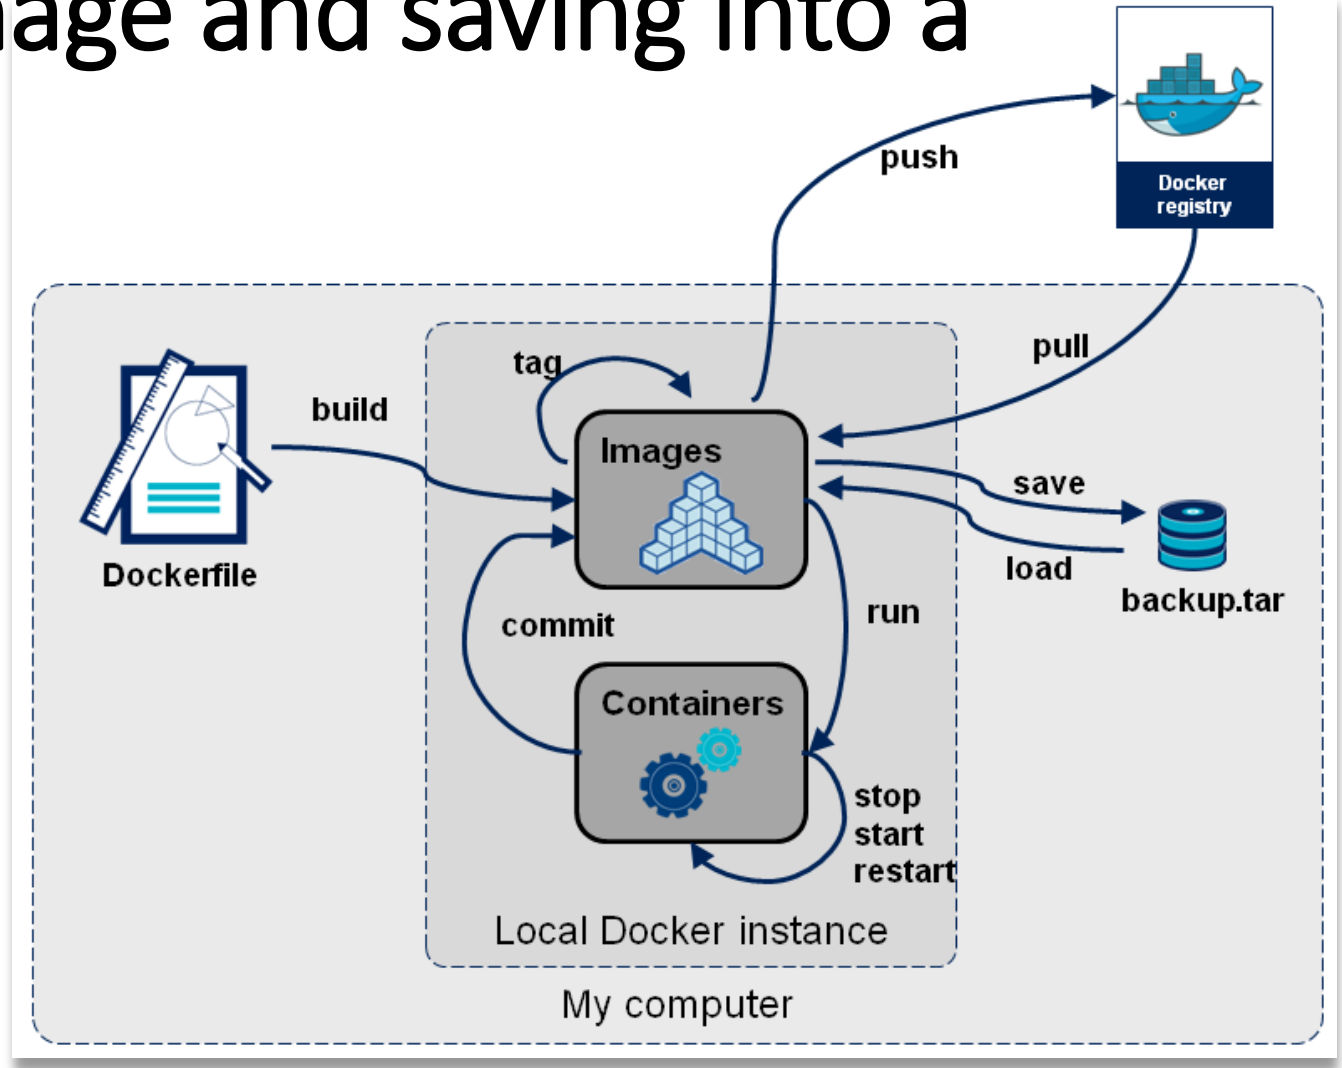 age and saving into a
push
Docker
registry
pull
tag
build
Images
save
load
Dockerfile
backup.tar
commit
run
Containers
stop
start
restart
Local Docker instance
My computer